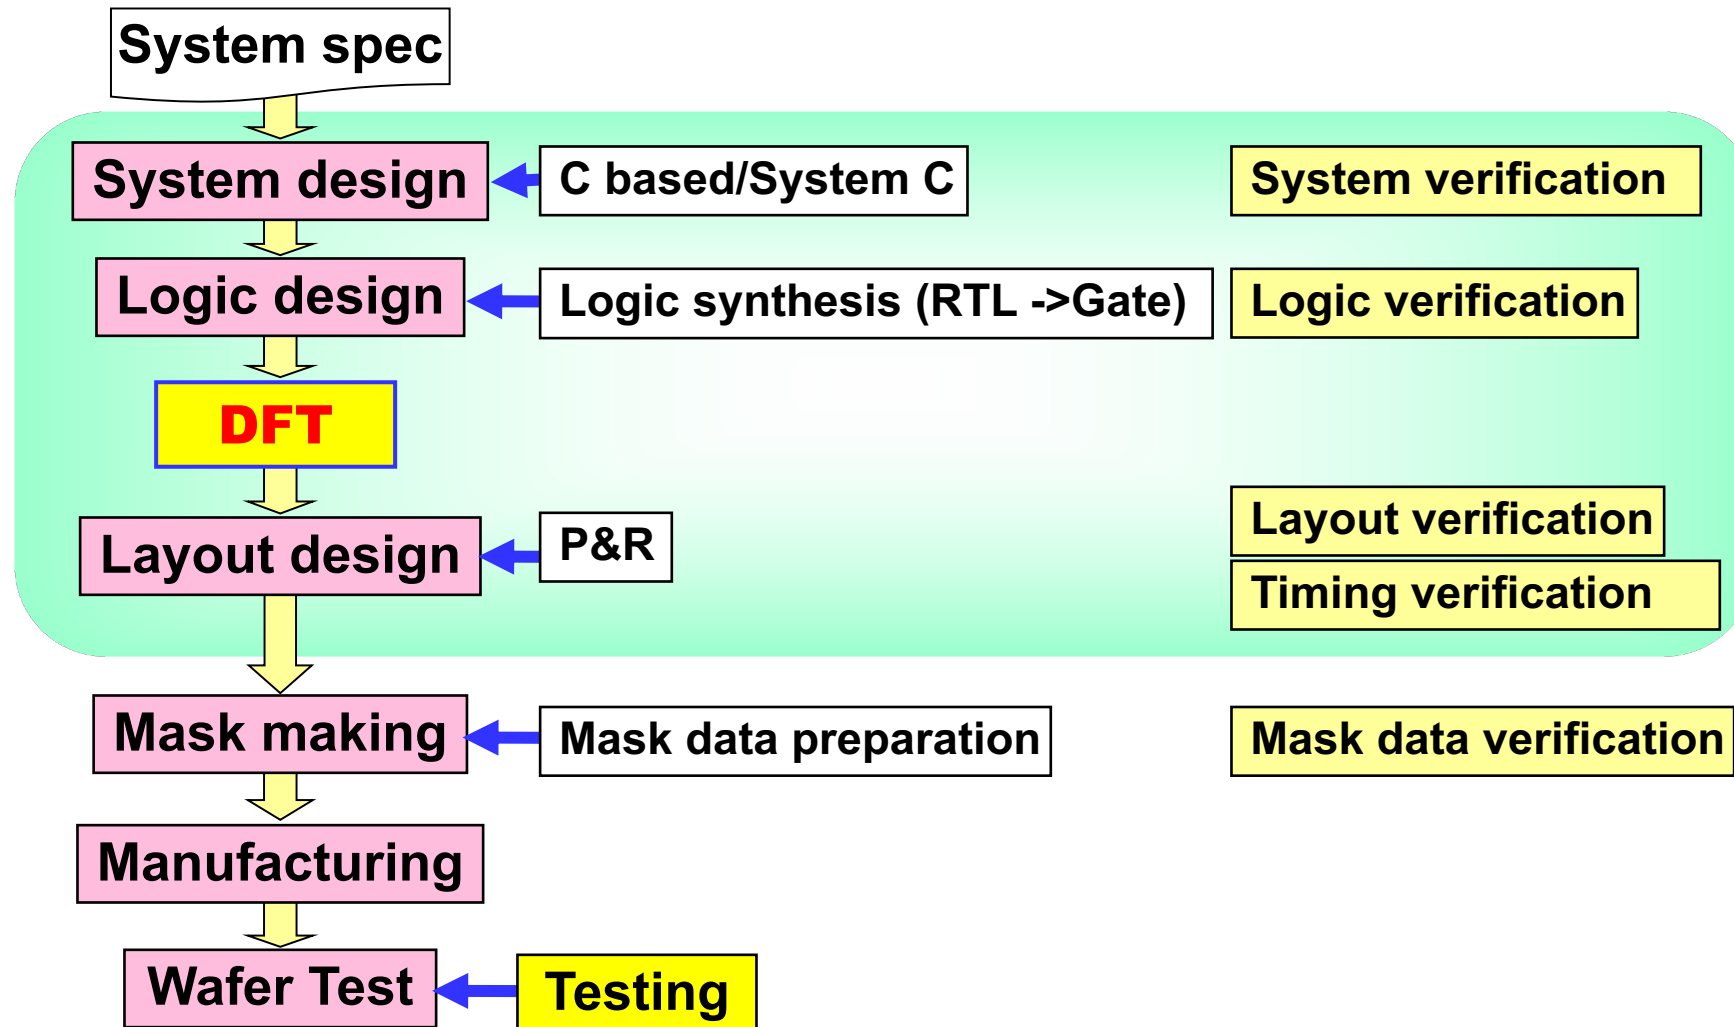 System spec
System design
C based/System C
System verification
Logic design
Logic synthesis (RTL ->Gate)
Logic verification
DFT
Layout design
P&R
Layout verification
Timing verification
Mask making
Mask data preparation
Mask data verification
Manufacturing
Wafer Test
Testing